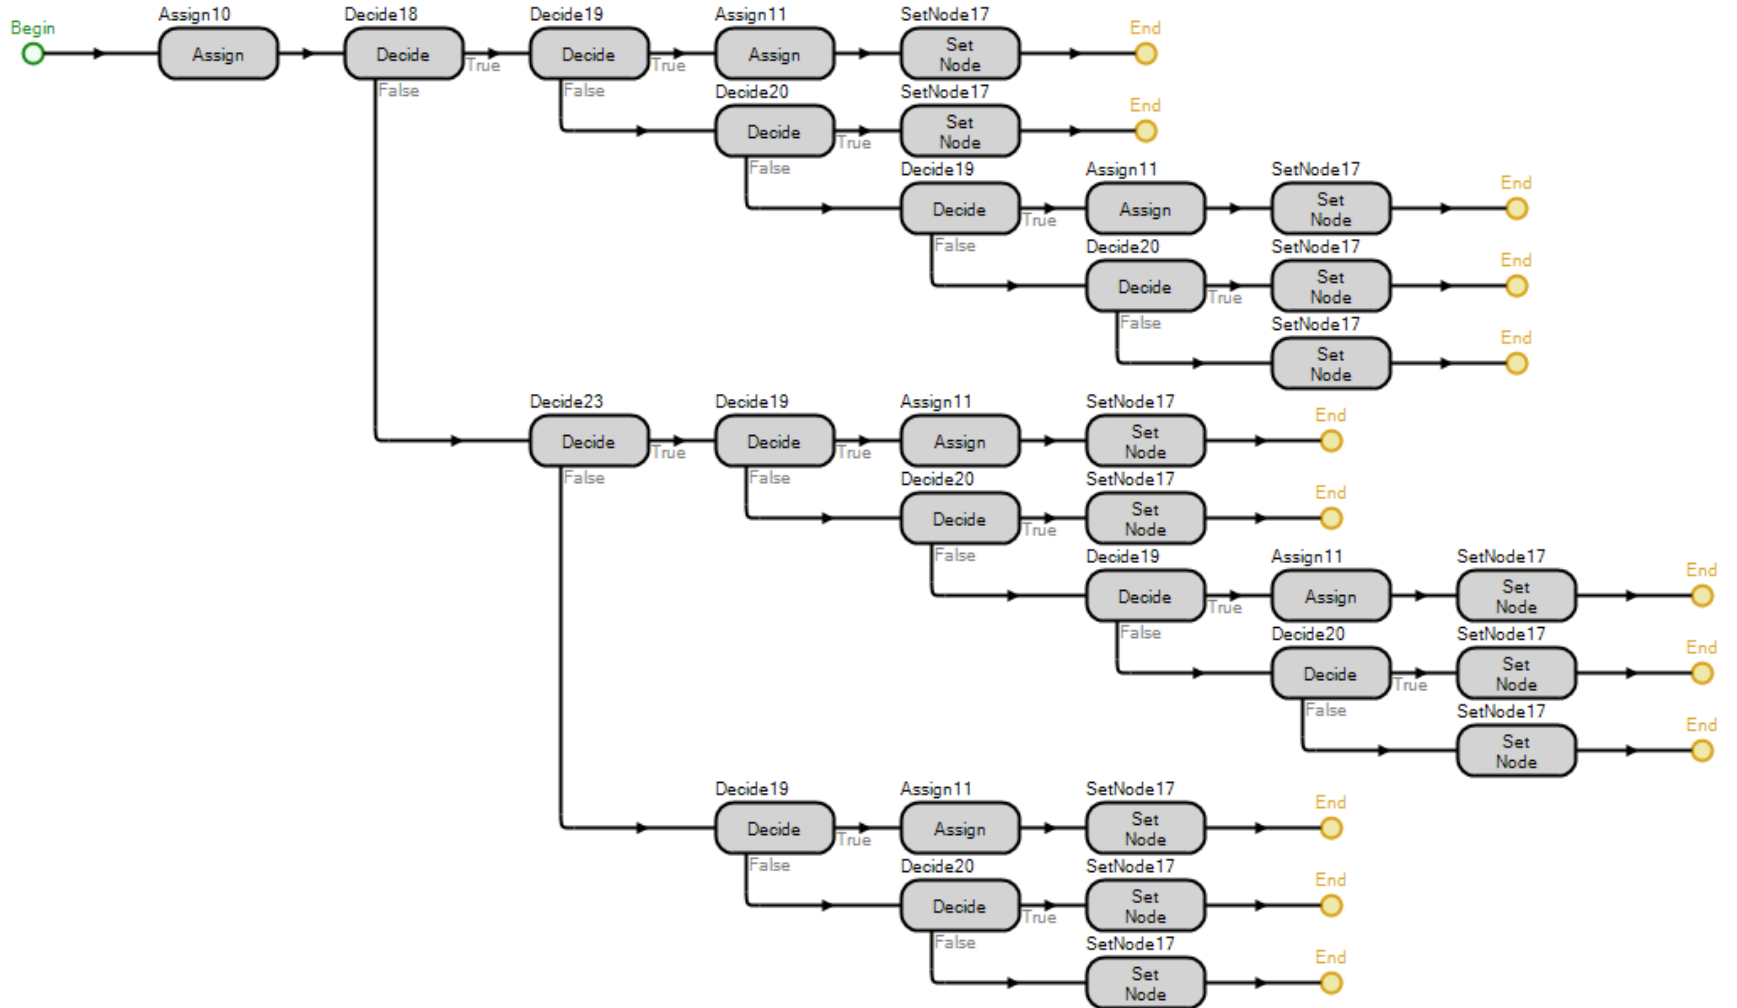 Begin
Assign10
Assign
Decide18
Decide
True
False
Decide19
Decide
True
False
Assign11
Assign
SetNode17
Set
Node
End
Decide20
Decide
True
False
SetNode17
Set
Node
End
Decide19
Decide
True
False
Assign11
Assign
SetNode17
Set
Node
End
Decide20
Decide
True
False
SetNode17
Set
Node
End
SetNode17
Set
Node
End
Decide23
Decide
True
False
Decide19
Decide
True
False
Assign11
Assign
SetNode17
Set
Node
End
Decide20
Decide
True
False
SetNode17
Set
Node
End
Decide19
Decide
True
False
Assign11
Assign
SetNode17
Set
Node
End
Decide20
Decide
True
False
SetNode17
Set
Node
End
SetNode17
Set
Node
End
Decide19
Decide
True
False
Assign11
Assign
SetNode17
Set
Node
End
Decide20
Decide
True
False
SetNode17
Set
Node
End
SetNode17
Set
Node
End